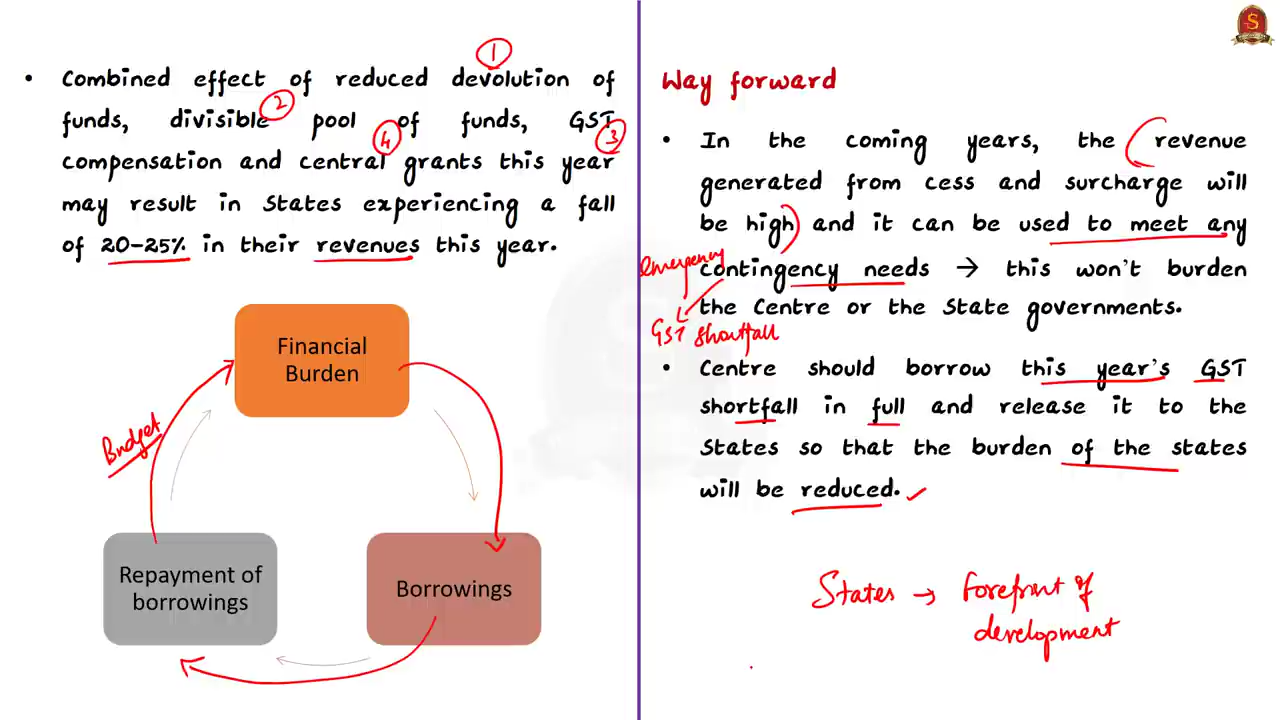 ①
• Combined effect of reduced devolution of
②
funds, divisible pool of funds, GST
④ ③
compensation and central grants this year
may result in States experiencing a fall
of 20-25% in their revenues this year.
Financial
Burden
Budget
Repayment of
borrowings
Borrowings
S
Way forward
• In the coming years, the revenue
generated from cess and surcharge will
be high and it can be used to meet any
emergency
contingency needs → this won't burden
the Centre or the State governments.
GST shortfall
• Centre should borrow this year's GST
shortfall in full and release it to the
States so that the burden of the states
will be reduced.
States → forefront of
development